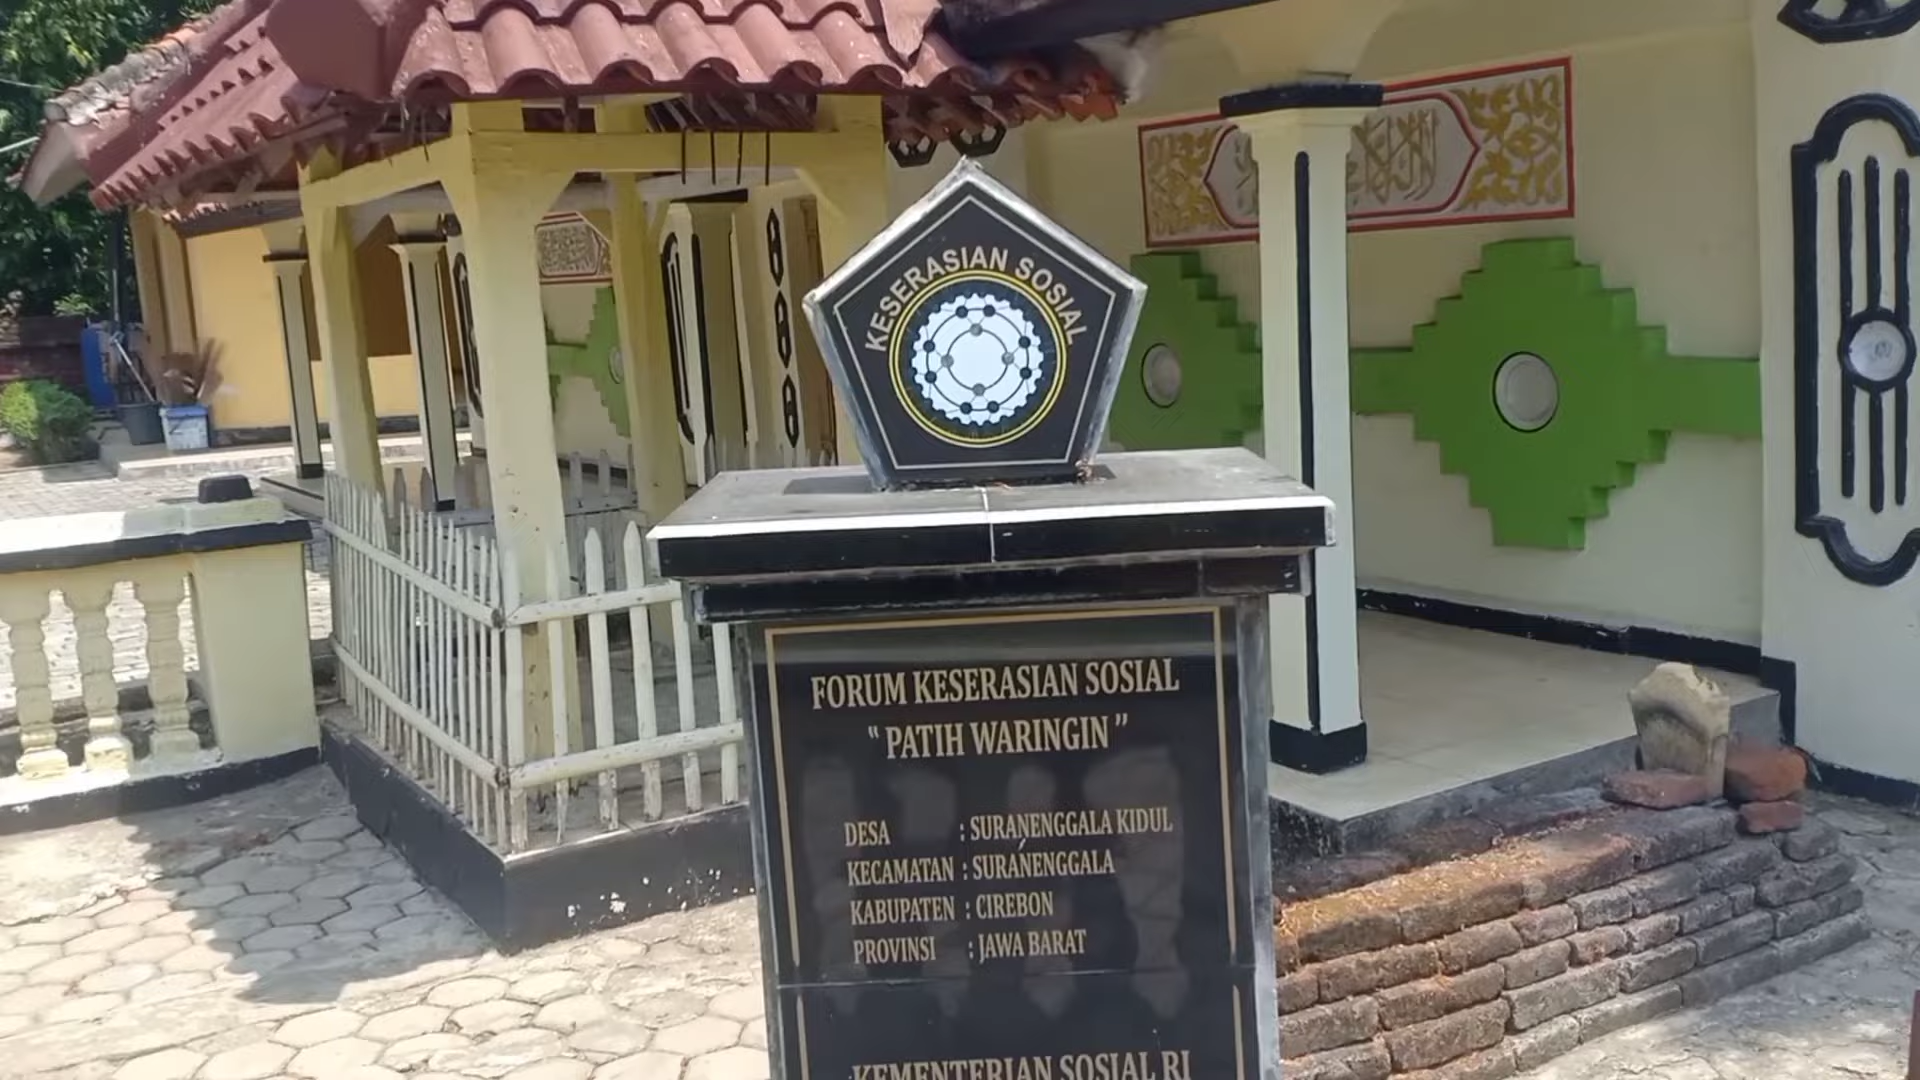 KESERASIAN SOSIAL
FORUM KESERASIAN SOSIAL
"PATIH WARINGIN"
DESA : SURANENGGALA KIDUL
KECAMATAN : SURANENGGALA
KABUPATEN : CIREBON
PROVINSI : JAWA BARAT
KEMENTERIAN SOSIAL RI